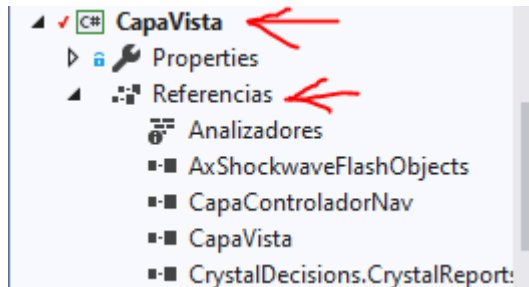 C# CapaVista
Properties
Referencias
Analizadores
AxShockwaveFlashObjects
CapaControladorNav
CapaVista
CrystalDecisions.CrystalReports